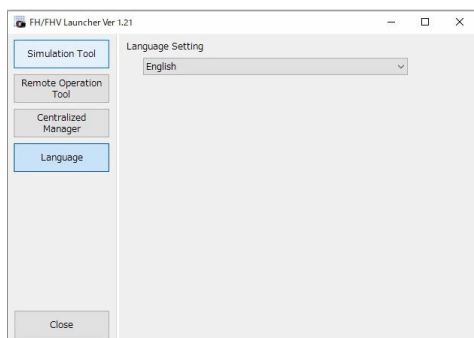 FH/FHV Launcher Ver 1.21
Simulation Tool
Remote Operation
Tool
Centralized
Manager
Language
Close
Language Setting
English